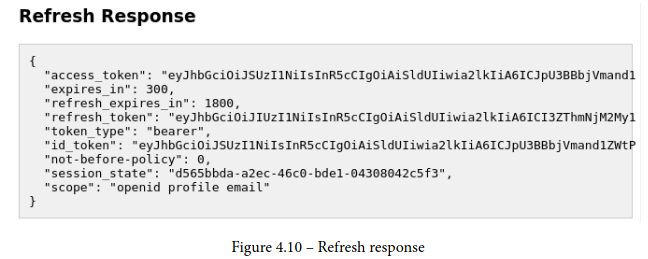 Refresh Response
{
"access_token": "eyJhbGciOiJSUzI1NiIsInR5cCIgOiAiSldUIiwia2lkIiA6ICJpU3BBbjVmand1
"expires_in": 300,
"refresh_expires_in": 1800,
"refresh_token": "eyJhbGciOiJIUzI1NiIsInR5cCIgOiAiSldUIiwia2lkIiA6ICI3ZThmNjM2My1
"token_type": "bearer",
"id_token": "eyJhbGciOiJSUzI1NiIsInR5cCIgOiAiSldUIiwia2lkIiA6ICJpU3BBbjVmand1ZWtP
"not-before-policy": 0,
"session_state": "d565bbda-a2ec-46c0-bde1-04308042c5f3",
"scope": "openid profile email"
}
Figure 4.10 – Refresh response